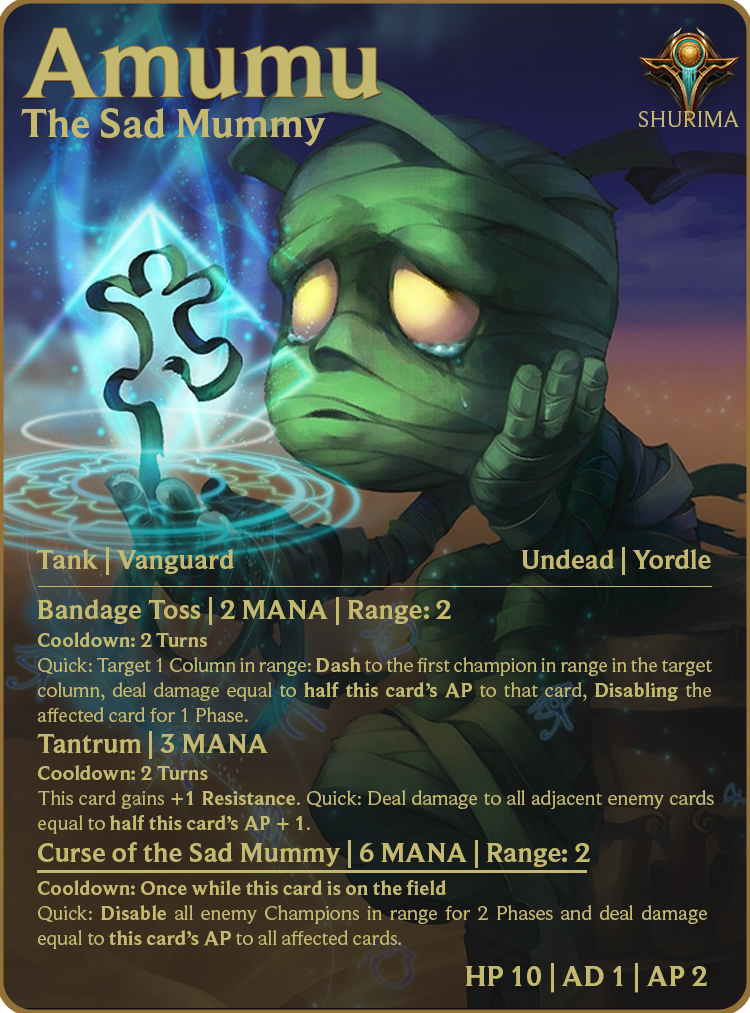 Amumu
The Sad Mummy
SHURIMA
Tank | Vanguard
Undead | Yordle
Bandage Toss | 2 MANA | Range: 2
Cooldown: 2 Turns
Quick: Target 1 Column in range: Dash to the first champion in range in the target
column, deal damage equal to half this card's AP to that card, Disabling the
affected card for 1 Phase.
Tantrum | 3 MANA
Cooldown: 2 Turns
This card gains +1 Resistance. Quick: Deal damage to all adjacent enemy cards
equal to half this card's AP + 1.
Curse of the Sad Mummy | 6 MANA | Range: 2
Cooldown: Once while this card is on the field
Quick: Disable all enemy Champions in range for 2 Phases and deal damage
equal to this card's AP to all affected cards.
HP 10 | AD 1 | AP 2